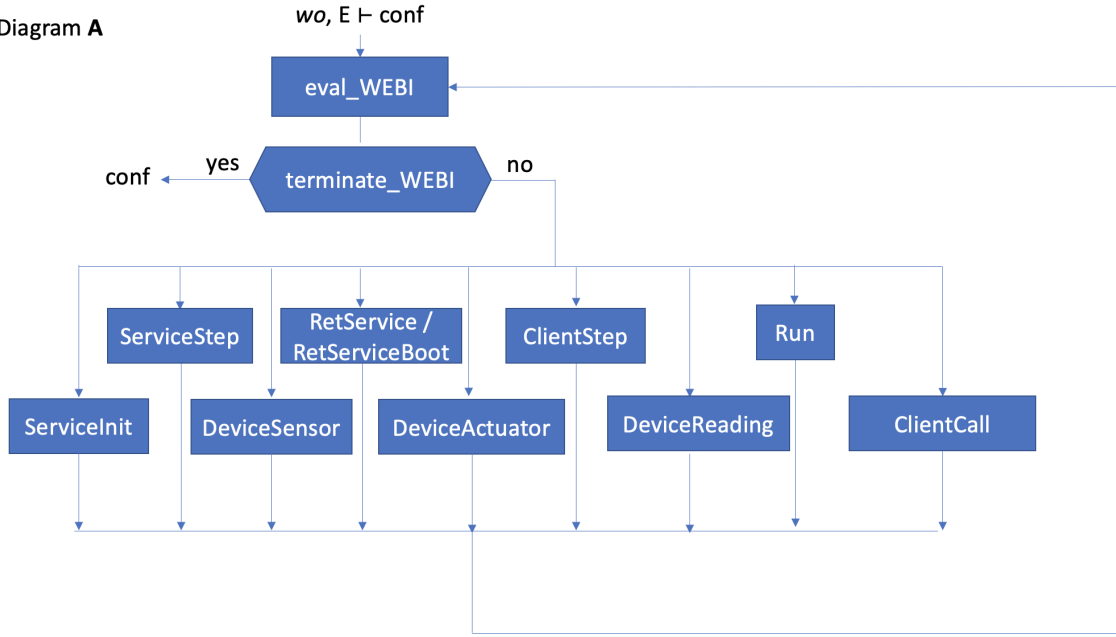 wo, E ⊢ conf
Diagram A
eval_WEBI
yes
no
conf
terminate_WEBI
RetService /
RetServiceBoot
ServiceStep
ClientStep
Run
ServiceInit
DeviceSensor
DeviceActuator
DeviceReading
ClientCall